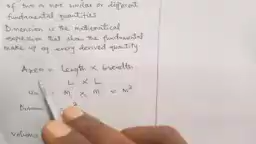 of two or more similar or different
fundamental quantities
Dimension is the mathematical
expression that show the fundamental
make up of every derived quantity
Area = Length × breadth
L × L
m × m = m²
Volume